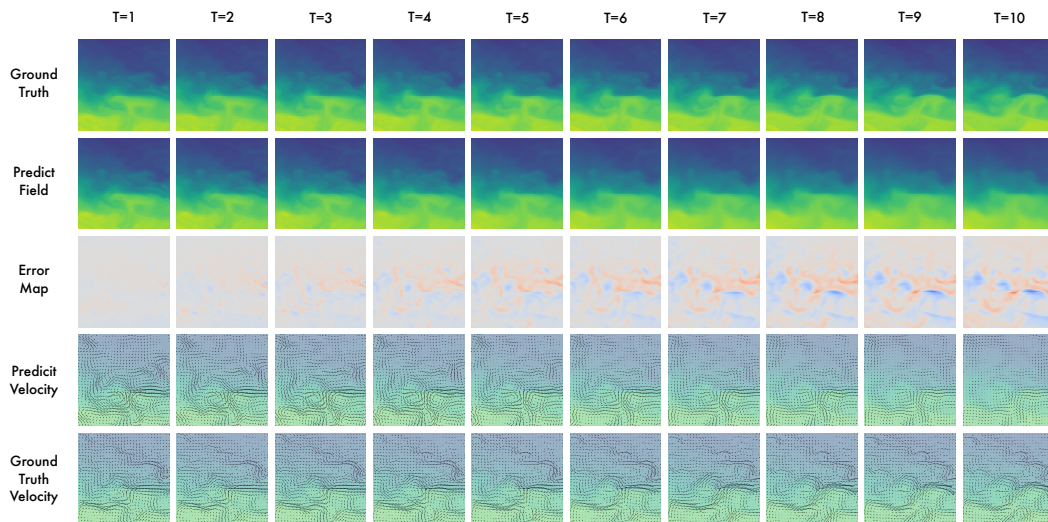 T=1 T=2 T=3 T=4 T=5 T=6 T=7 T=8 T=9 T=10
Ground
Truth
Predict
Field
Error
Map
Predicit
Velocity
Ground
Truth
Velocity